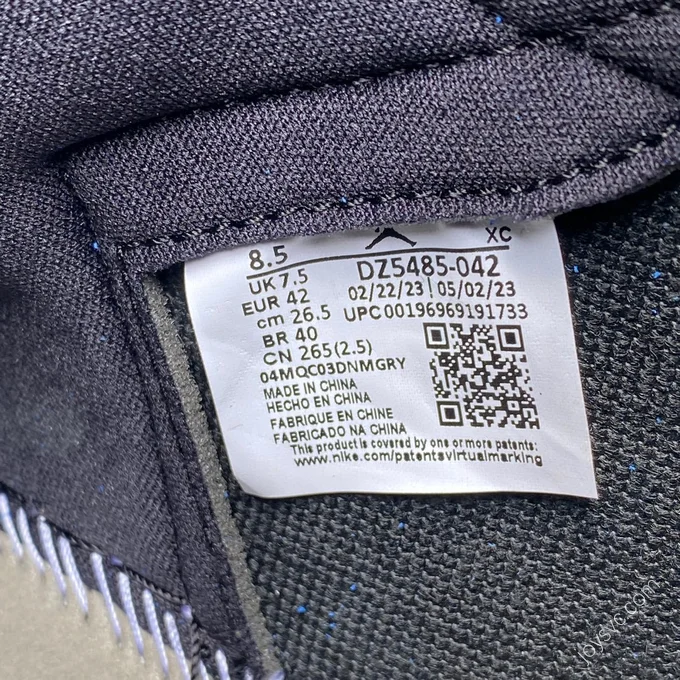 8.5 XC
UK 7.5 DZ5485-042
EUR 42 02/22/23 | 05/02/23
cm 26.5 UPC 00196969191733
BR 40
CN 265(2.5)
04MQC03DNMGRY
MADE IN CHINA
HECHO EN CHINA
FABRIQUE EN CHINE
FABRICADO NA CHINA
This product is covered by one or more patents:
www.nike.com/patentsvirtualmarking
joysrc.com